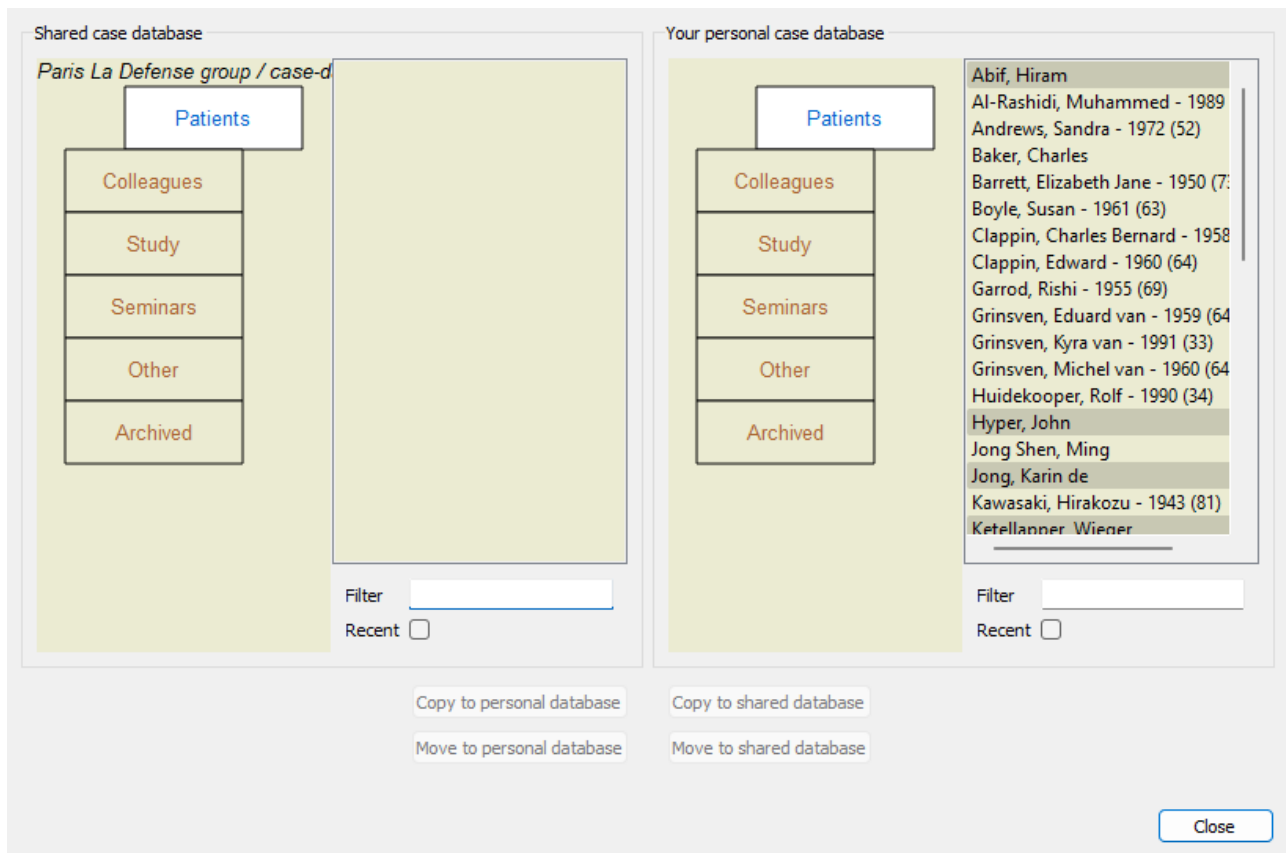 Shared case database
Paris La Defense group / case-d
Patients
Colleagues
Study
Seminars
Other
Archived
Filter
Recent
Your personal case database
Patients
Colleagues
Study
Seminars
Other
Archived
Abif, Hiram
Al-Rashidi, Muhammed - 1989
Andrews, Sandra - 1972 (52)
Baker, Charles
Barrett, Elizabeth Jane - 1950 (73
Boyle, Susan - 1961 (63)
Clappin, Charles Bernard - 1958
Clappin, Edward - 1960 (64)
Garrod, Rishi - 1955 (69)
Grinsven, Eduard van - 1959 (64
Grinsven, Kyra van - 1991 (33)
Grinsven, Michel van - 1960 (64
Huidekooper, Rolf - 1990 (34)
Hyper, John
Jong Shen, Ming
Jong, Karin de
Kawasaki, Hirakozu - 1943 (81)
Ketellapper, Wieger
Filter
Recent
Copy to personal database
Copy to shared database
Move to personal database
Move to shared database
Close